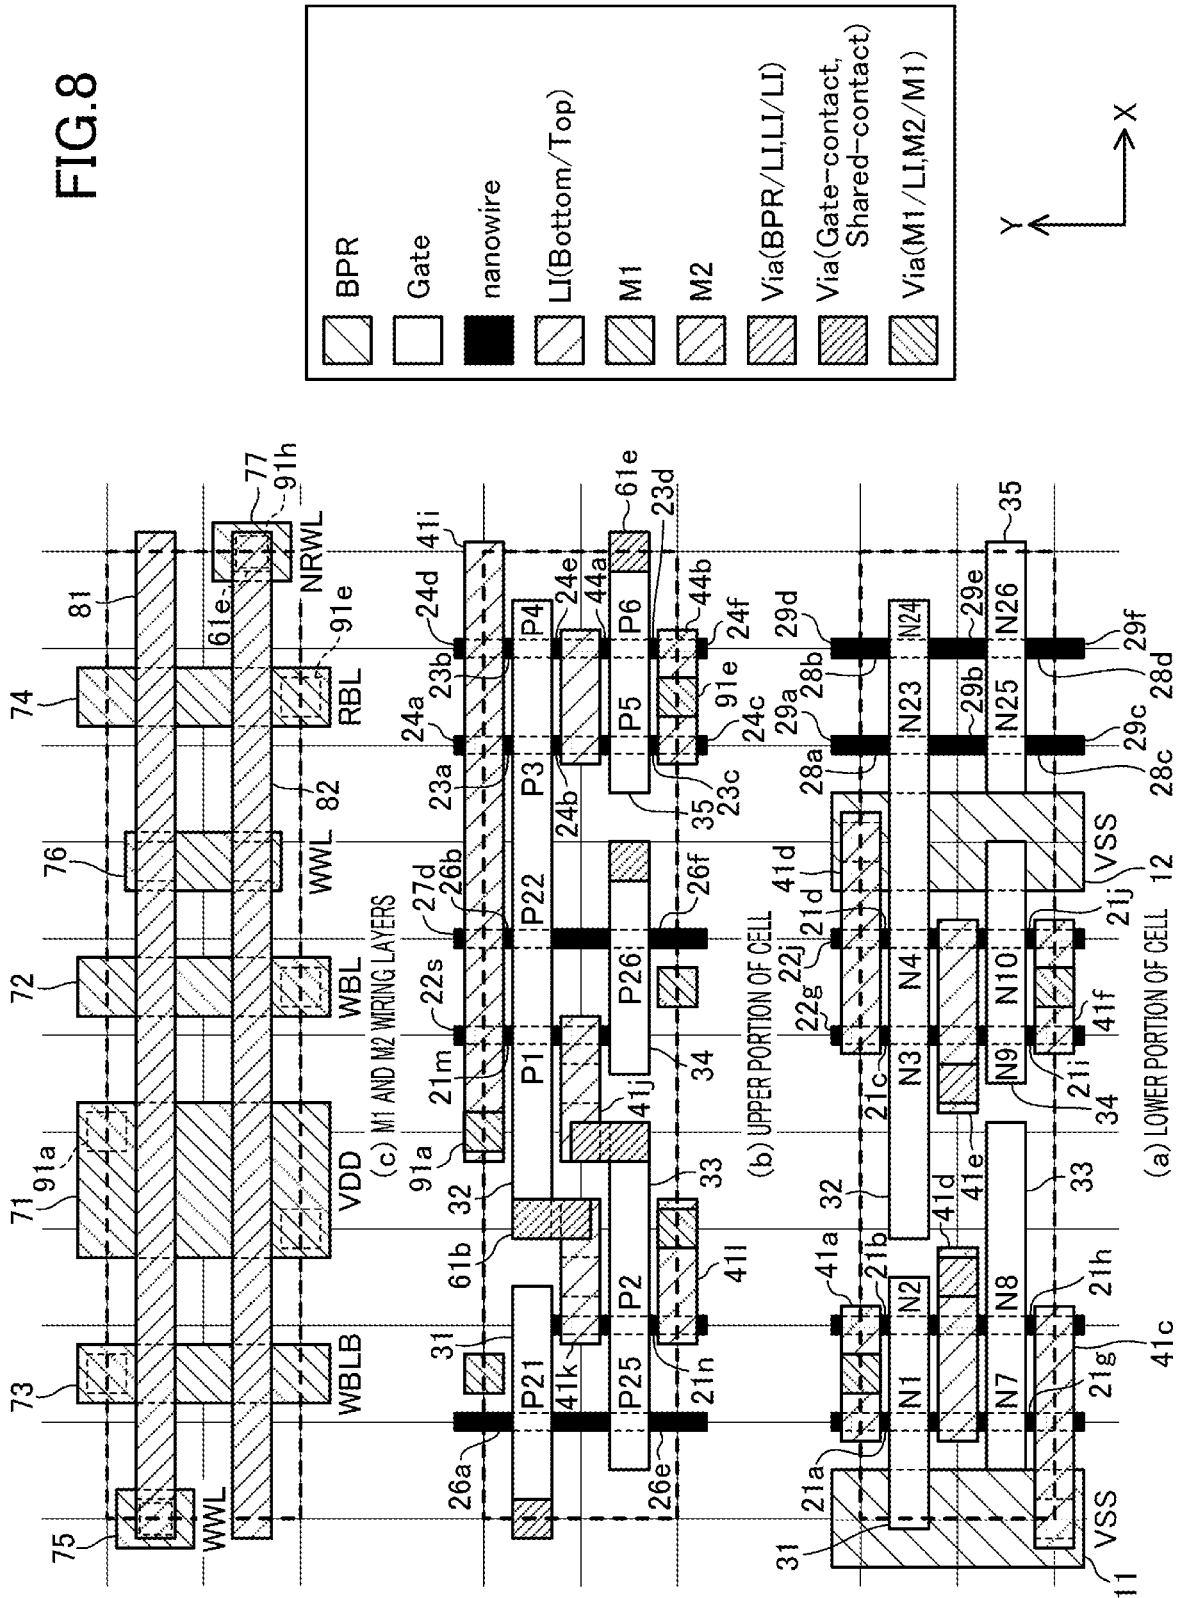 FIG.8
BPR
Gate
nanowire
LI(Bottom/Top)
M1
M2
Via(BPR/LI,LI/LI)
Via(Gate-contact,
Shared-contact)
Via(M1/LI,M2/M1)
Y
X
75
73
71
91a
72
76
74
81
61e
77
91h
91e
82
WWL
WBLB
VDD
WBL
WWL
RBL
NRWL
(c) M1 AND M2 WIRING LAYERS
26a
31
61b
32
91a
21m
22s
27d
26b
23a
24a
23b
24d
41i
P21
P1
P22
P3
P4
41k
41j
24b
24e
44a
61e
P25
P2
P26
P5
P6
26e
21n
41l
33
34
26f
35
23c
24c
91e
44b
24f
23d
(b) UPPER PORTION OF CELL
31
21a
41a
21b
41d
32
21c
22g
22j
21d
41d
28a
29a
28b
29d
N1
N2
N3
N4
N23
N24
41e
29b
29e
N7
N8
N9
N10
N25
N26
35
11
VSS
21g
41c
21h
33
34
21i
41f
21j
12
VSS
28c
29c
28d
29f
(a) LOWER PORTION OF CELL